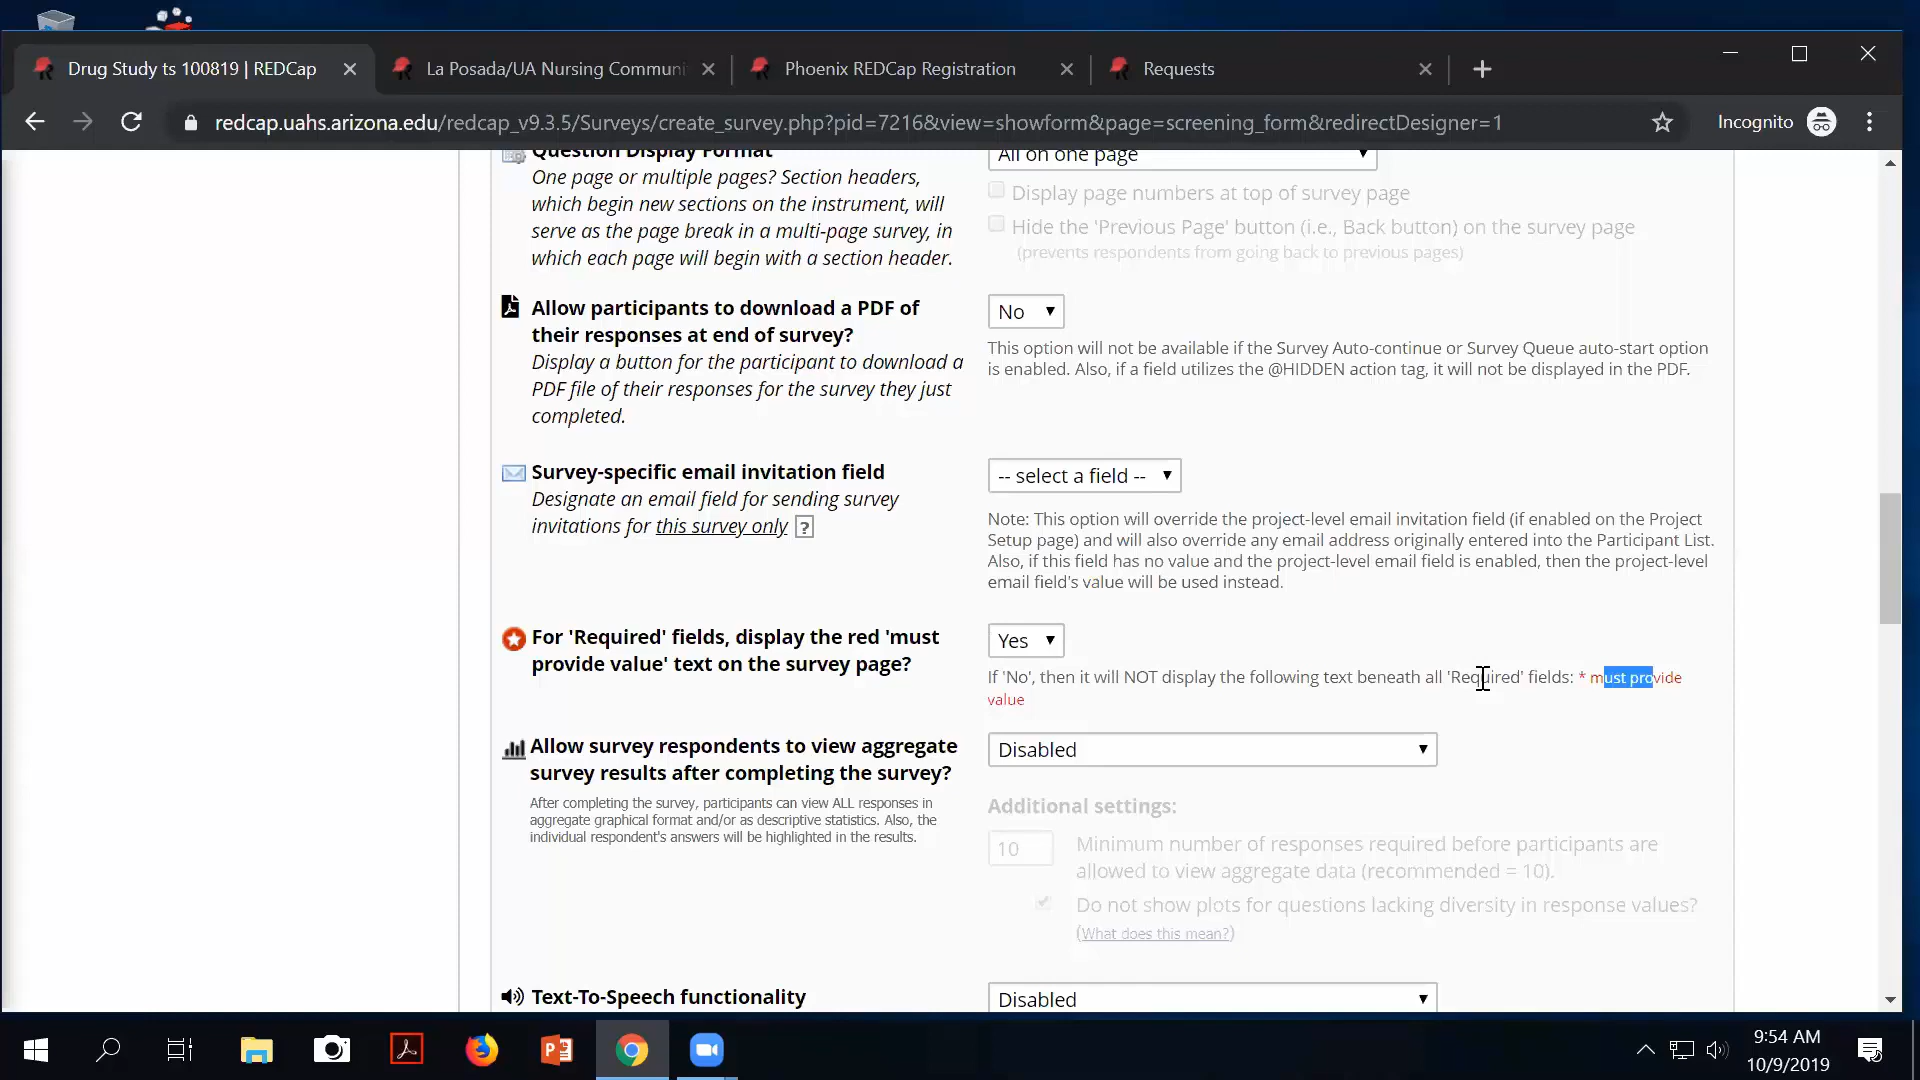 Drug Study ts 100819 | REDCap
La Posada/UA Nursing Communi
Phoenix REDCap Registration
Requests
redcap.uahs.arizona.edu/redcap_v9.3.5/Surveys/create_survey.php?pid=7216&view=showform&page=screening_form&redirectDesigner=1
Incognito
Question Display Format
One page or multiple pages? Section headers,
which begin new sections on the instrument, will
serve as the page break in a multi-page survey, in
which each page will begin with a section header.
All on one page
Display page numbers at top of survey page
Hide the 'Previous Page' button (i.e., Back button) on the survey page
(prevents respondents from going back to previous pages)
Allow participants to download a PDF of
their responses at end of survey?
Display a button for the participant to download a
PDF file of their responses for the survey they just
completed.
No
This option will not be available if the Survey Auto-continue or Survey Queue auto-start option
is enabled. Also, if a field utilizes the @HIDDEN action tag, it will not be displayed in the PDF.
Survey-specific email invitation field
Designate an email field for sending survey
invitations for this survey only ?
-- select a field --
Note: This option will override the project-level email invitation field (if enabled on the Project
Setup page) and will also override any email address originally entered into the Participant List.
Also, if this field has no value and the project-level email field is enabled, then the project-level
email field's value will be used instead.
For 'Required' fields, display the red 'must
provide value' text on the survey page?
Yes
If 'No', then it will NOT display the following text beneath all 'Required' fields: * must provide
value
Allow survey respondents to view aggregate
survey results after completing the survey?
After completing the survey, participants can view ALL responses in
aggregate graphical format and/or as descriptive statistics. Also, the
individual respondent's answers will be highlighted in the results.
Disabled
Additional settings:
10
Minimum number of responses required before participants are
allowed to view aggregate data (recommended = 10).
Do not show plots for questions lacking diversity in response values?
(What does this mean?)
Text-To-Speech functionality
Disabled
9:54 AM
10/9/2019